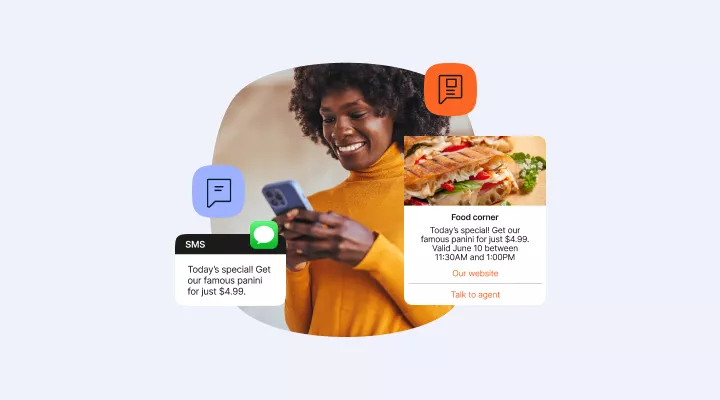 SMS
Today's special! Get
our famous panini
for just $4.99.
Food corner
Today's special! Get our
famous panini for just $4.99.
Valid June 10 between
11:30AM and 1:00PM
Our website
Talk to agent